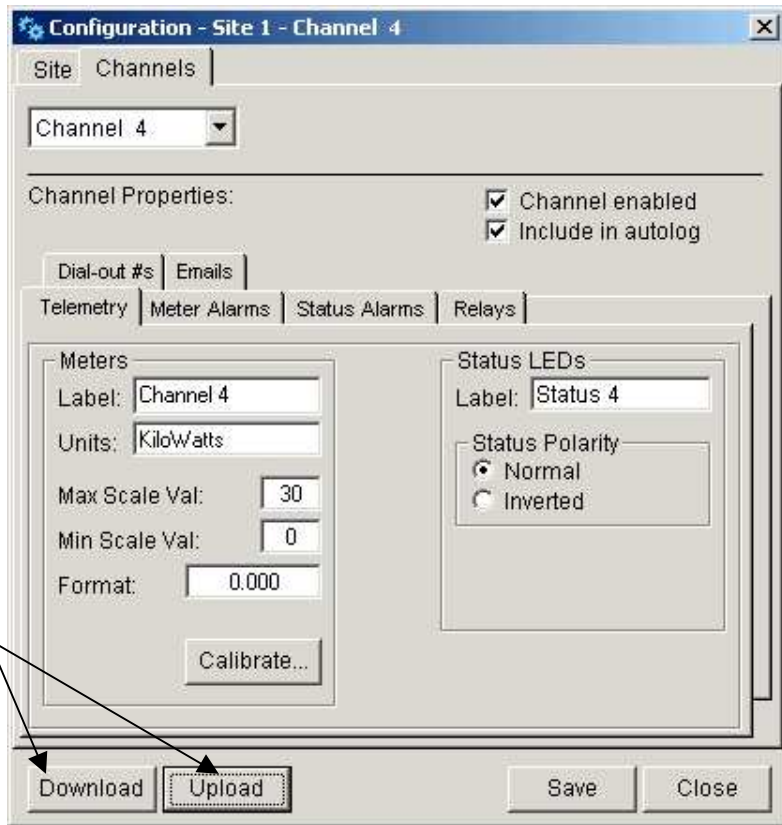 Configuration - Site 1 - Channel 4
Site Channels
Channel 4
Channel Properties:
Channel enabled
Include in autolog
Dial-out #s Emails
Telemetry Meter Alarms Status Alarms Relays
Meters
Label: Channel 4
Units: KiloWatts
Max Scale Val: 30
Min Scale Val: 0
Format: 0.000
Calibrate...
Status LEDs
Label: Status 4
Status Polarity
Normal
Inverted
Download Upload Save Close